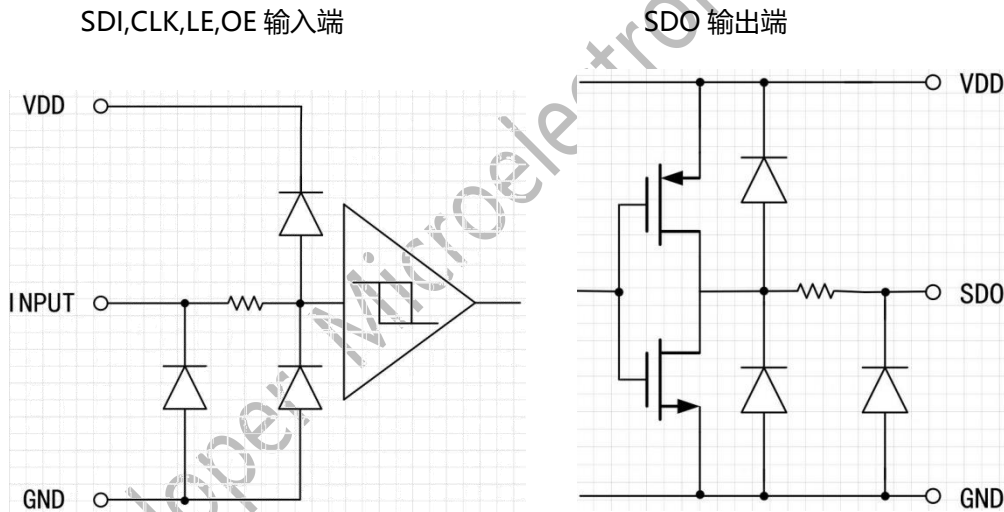 SDI,CLK,LE,OE 输入端
SDO 输出端
VDD
INPUT
GND
VDD
SDO
GND